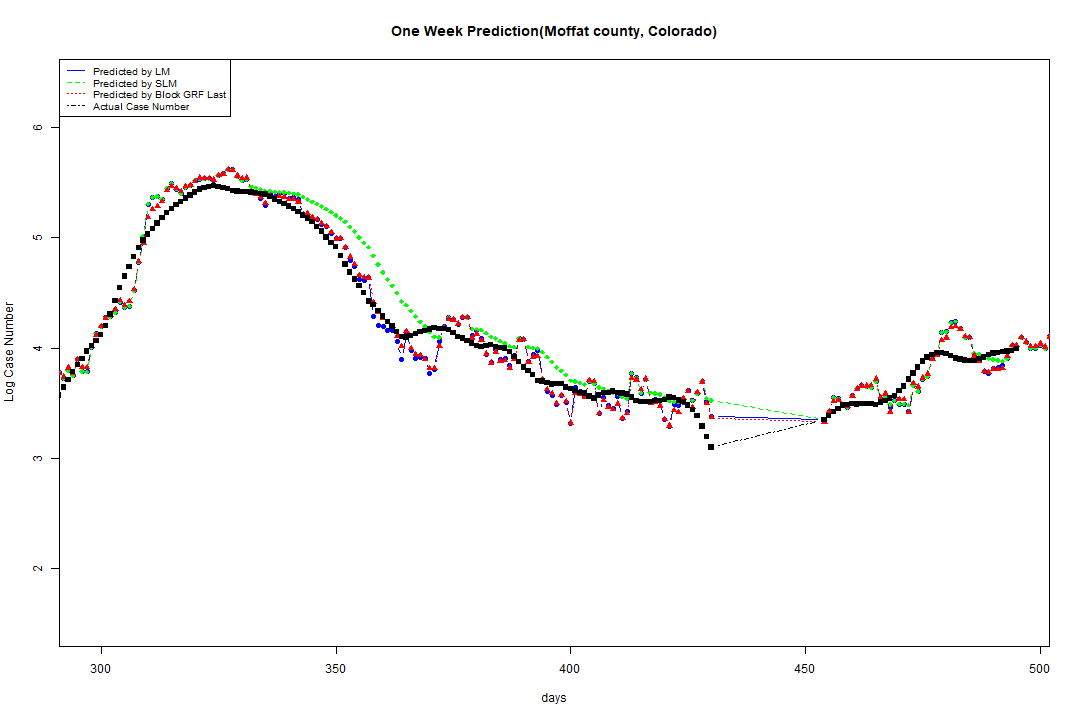 One Week Prediction(Moffat county, Colorado)
Predicted by LM
Predicted by SLM
Predicted by Block GRF Last
Actual Case Number
Log Case Number
6
5
4
3
2
300 350 400 450 500
days